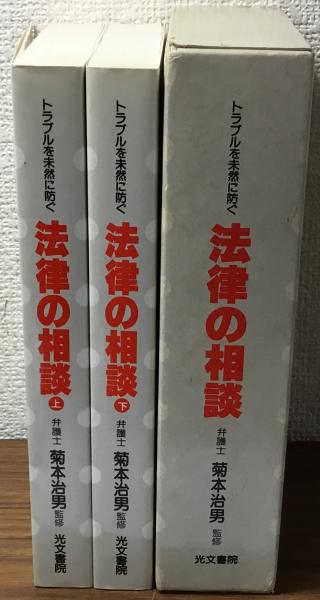 トラブルを未然に防ぐ
法律の相談
上
弁護士
菊本治男
監修
光文書院
トラブルを未然に防ぐ
法律の相談
下
弁護士
菊本治男
監修
光文書院
トラブルを未然に防ぐ
法律の相談
弁護士
菊本治男
監修
光文書院